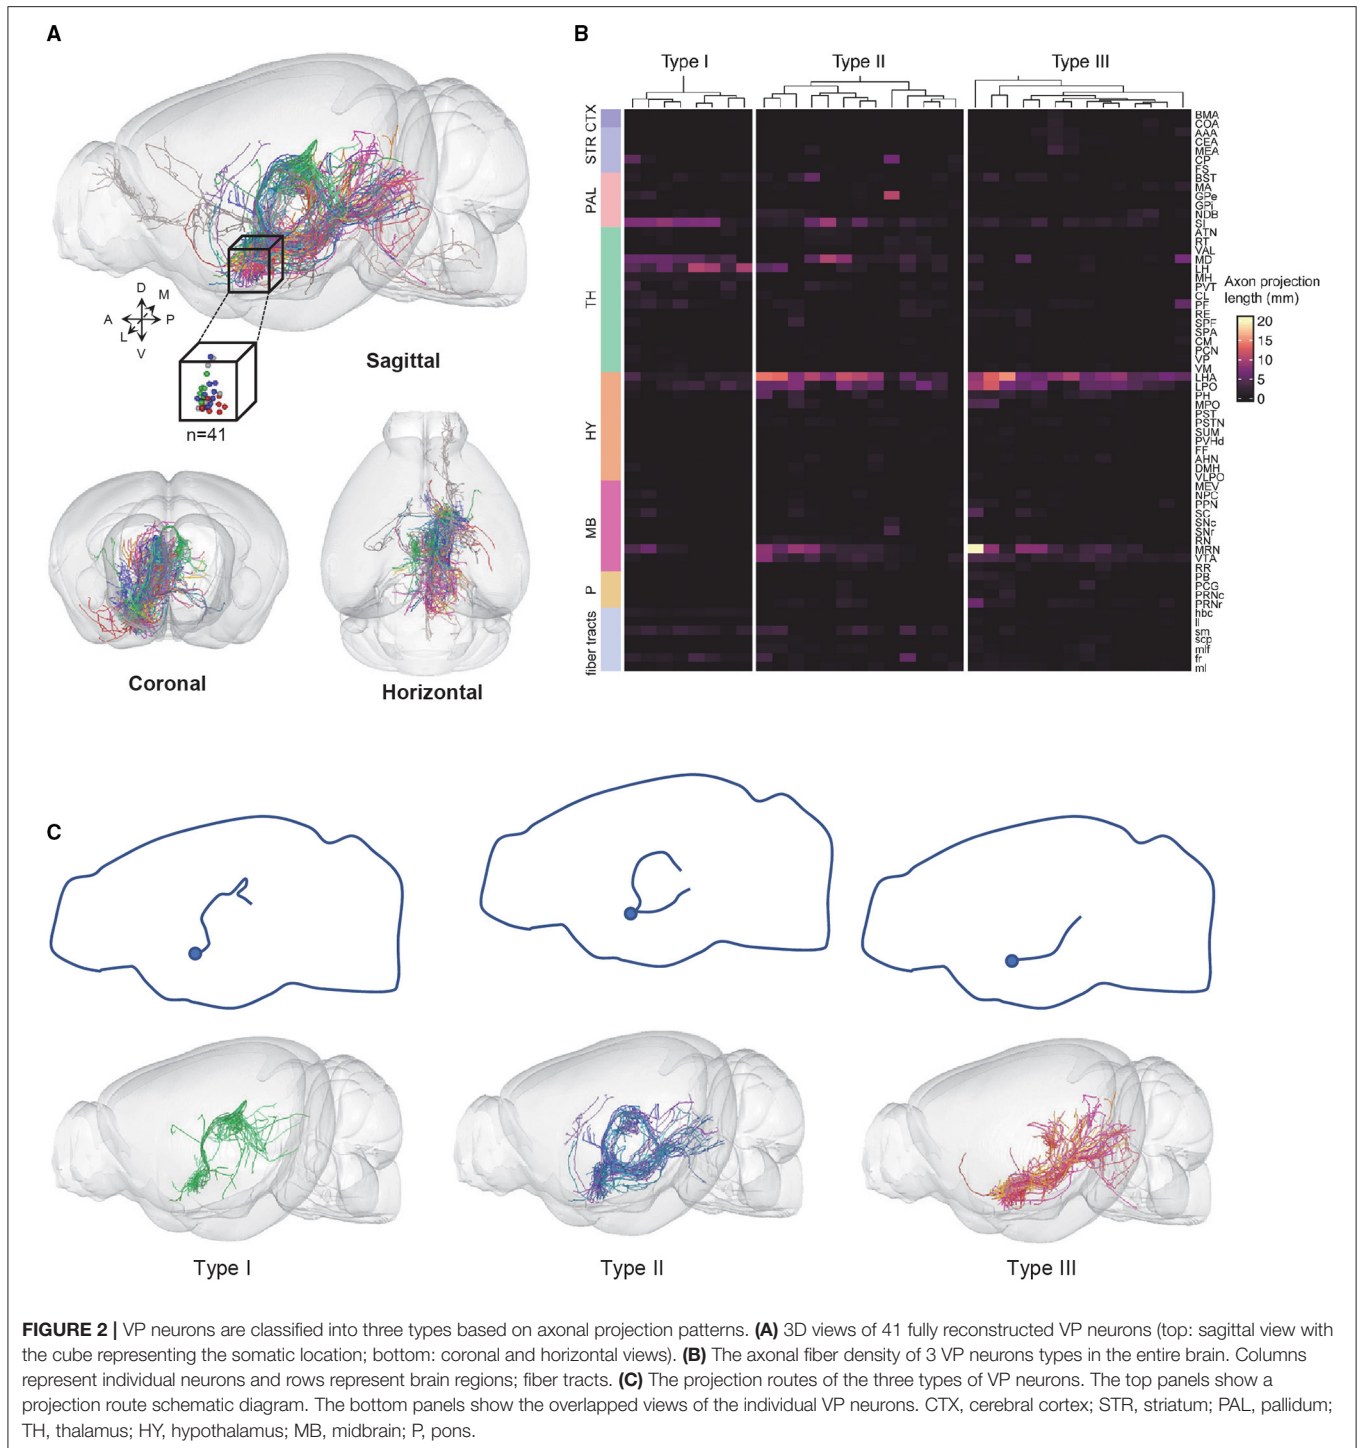 A
D
M
A
P
L
V
Sagittal
n=41
Coronal
Horizontal
B
Type I
Type II
Type III
CTX
STR
PAL
TH
HY
MB
P
fiber tracts
BMA
COA
AAA
CEA
MEA
CP
FS
BST
MA
GPe
GPi
NDB
SI
ATN
RT
VAL
MD
LH
MH
PVT
CL
PF
RE
SPF
SPA
CM
PCN
VP
VM
LHA
LPO
PH
MPO
PST
PSTN
SUM
PVHd
FF
AHN
DMH
VLPO
MEV
NPC
PPN
SC
SNc
SNr
RN
MRN
VTA
RR
PB
PCG
PRNc
PRNr
hbc
ll
sm
scp
mlf
fr
ml
Axon projection
length (mm)
20
15
10
5
0
C
Type I
Type II
Type III
FIGURE 2 | VP neurons are classified into three types based on axonal projection patterns. (A) 3D views of 41 fully reconstructed VP neurons (top: sagittal view with
the cube representing the somatic location; bottom: coronal and horizontal views). (B) The axonal fiber density of 3 VP neurons types in the entire brain. Columns
represent individual neurons and rows represent brain regions; fiber tracts. (C) The projection routes of the three types of VP neurons. The top panels show a
projection route schematic diagram. The bottom panels show the overlapped views of the individual VP neurons. CTX, cerebral cortex; STR, striatum; PAL, pallidum;
TH, thalamus; HY, hypothalamus; MB, midbrain; P, pons.